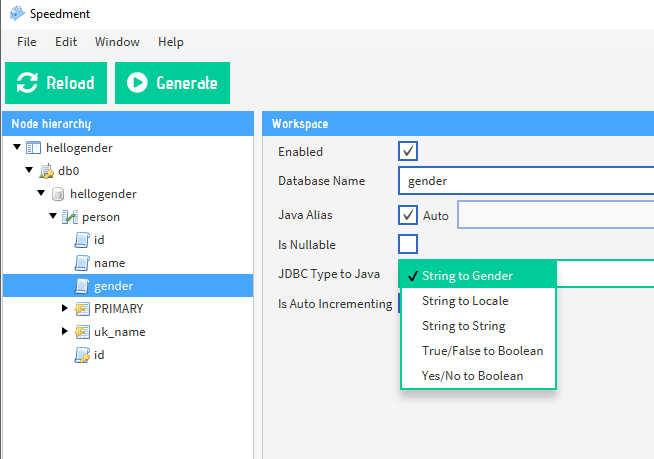 Speedment
File Edit Window Help
Reload Generate
Node hierarchy
hellogender
db0
hellogender
person
id
name
gender
PRIMARY
uk_name
id
Workspace
Enabled
Database Name gender
Java Alias Auto
Is Nullable
JDBC Type to Java String to Gender
Is Auto Incrementing
String to Locale
String to String
True/False to Boolean
Yes/No to Boolean